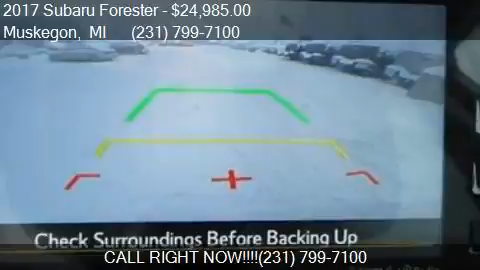 2017 Subaru Forester - $24,985.00
Muskegon, MI (231) 799-7100
Check Surroundings Before Backing Up
CALL RIGHT NOW!!!!(231) 799-7100